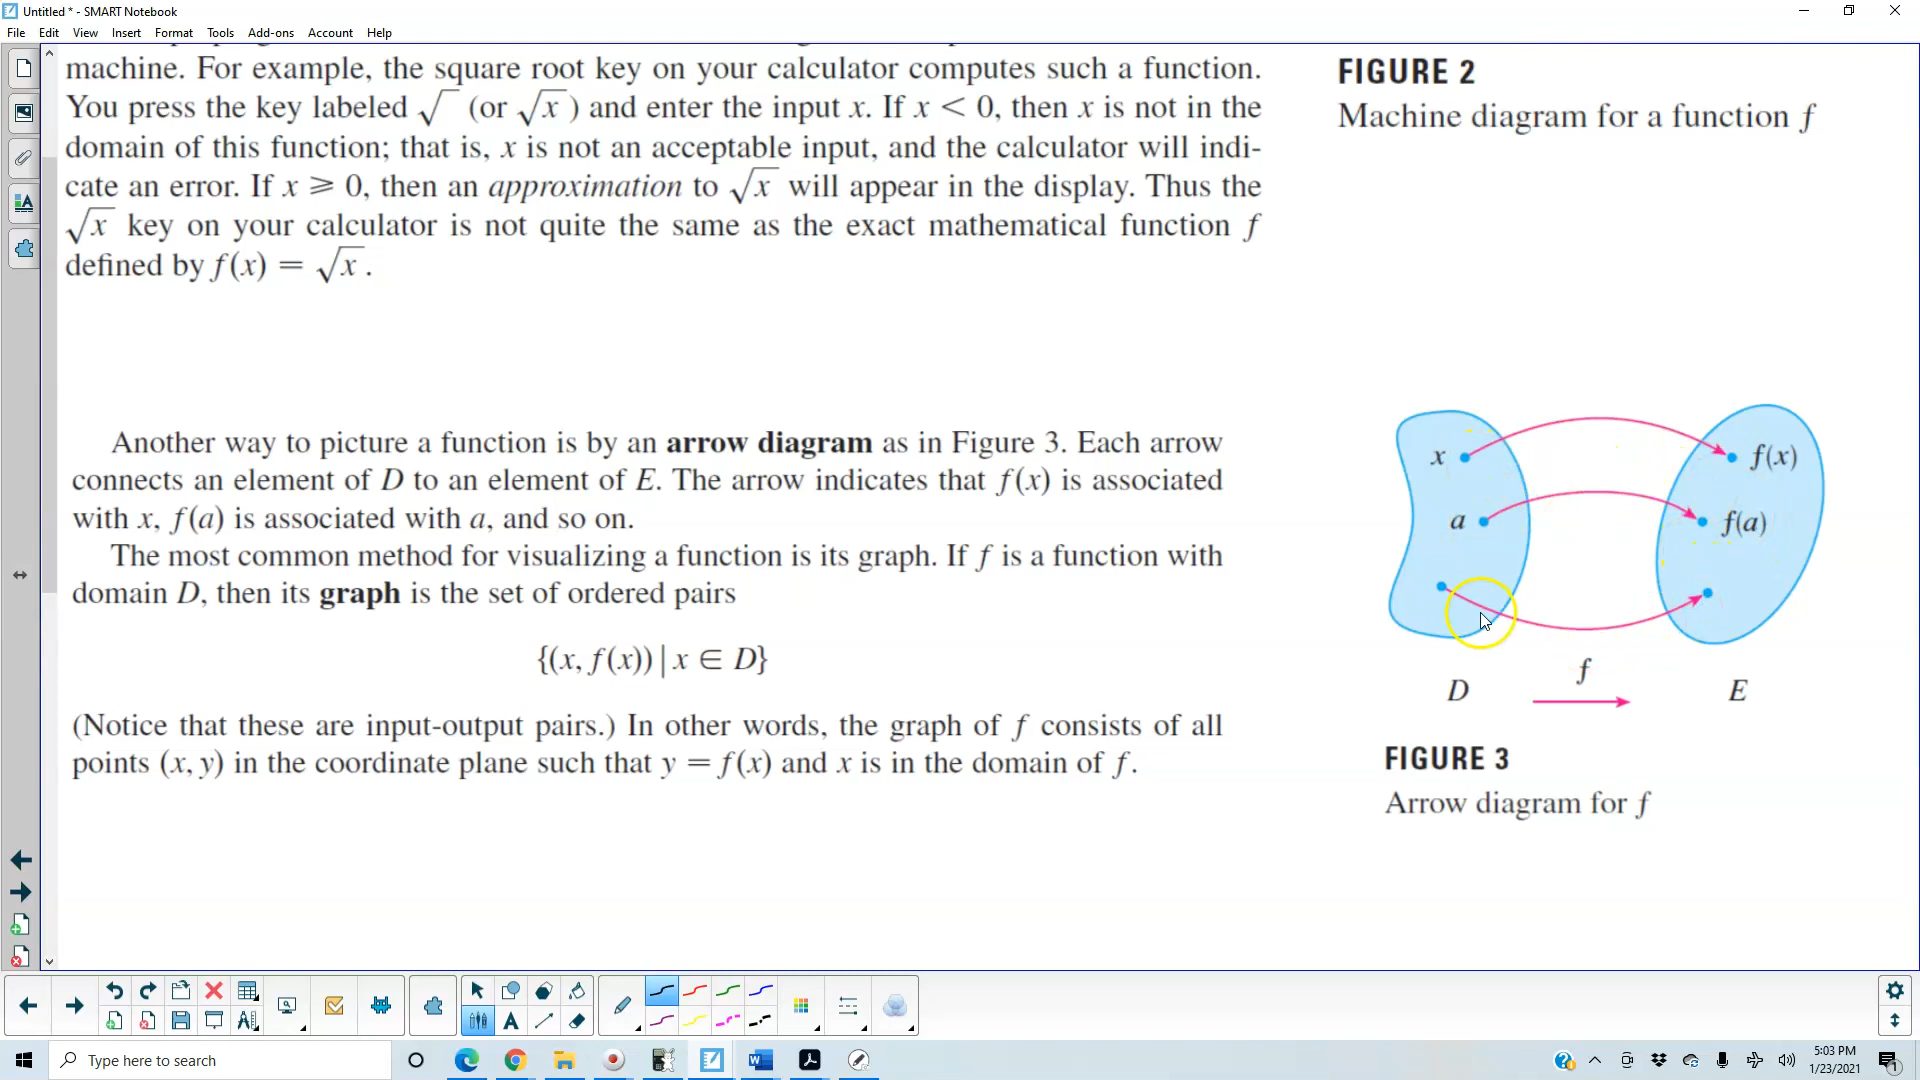 Untitled * - SMART Notebook
File Edit View Insert Format Tools Add-ons Account Help
machine. For example, the square root key on your calculator computes such a function.
You press the key labeled √ (or √x) and enter the input x. If x < 0, then x is not in the
domain of this function; that is, x is not an acceptable input, and the calculator will indi-
cate an error. If x ⩾ 0, then an approximation to √x will appear in the display. Thus the
√x key on your calculator is not quite the same as the exact mathematical function f
defined by f(x) = √x.
FIGURE 2
Machine diagram for a function f
Another way to picture a function is by an arrow diagram as in Figure 3. Each arrow
connects an element of D to an element of E. The arrow indicates that f(x) is associated
with x, f(a) is associated with a, and so on.
The most common method for visualizing a function is its graph. If f is a function with
domain D, then its graph is the set of ordered pairs
{(x, f(x)) | x ∈ D}
(Notice that these are input-output pairs.) In other words, the graph of f consists of all
points (x, y) in the coordinate plane such that y = f(x) and x is in the domain of f.
x f(x)
a f(a)
f
D E
FIGURE 3
Arrow diagram for f
Type here to search
5:03 PM
1/23/2021